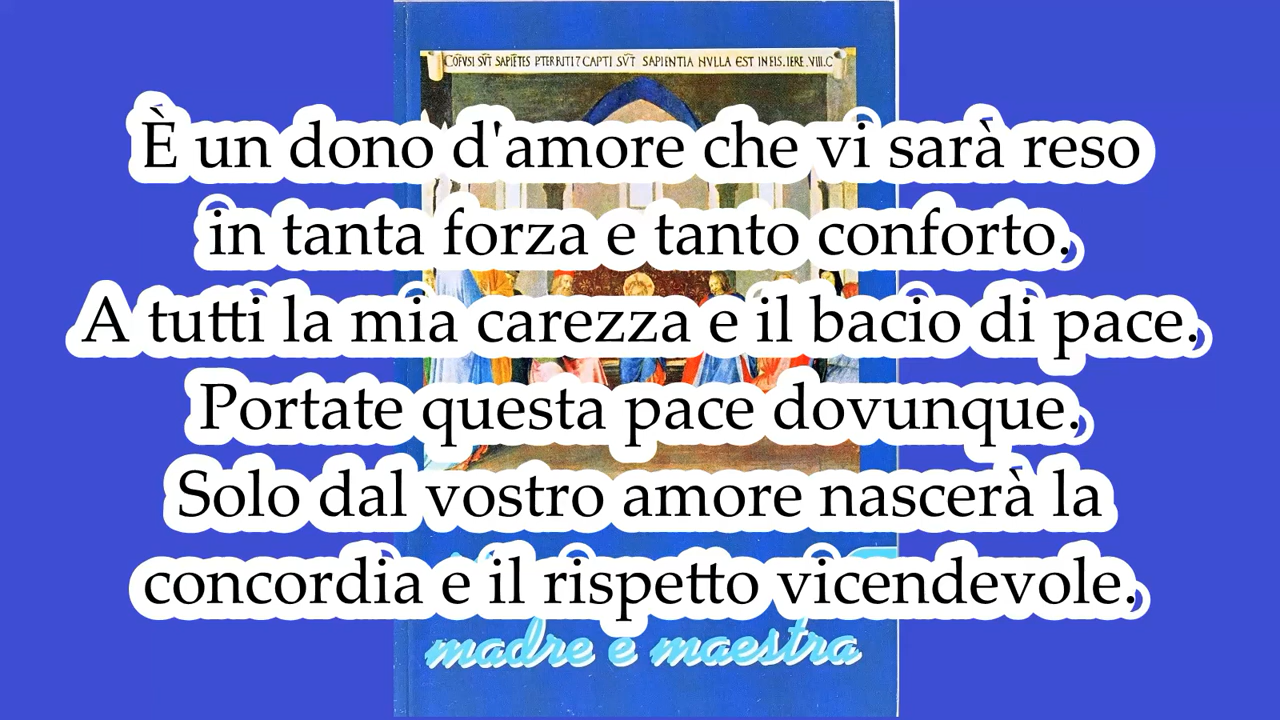 COFVSI SVT SAPIETES PTERRITI ? CAPTI SVT SAPIENTIA NVLLA EST IN EIS. IERE .VIII.C
È un dono d'amore che vi sarà reso
in tanta forza e tanto conforto.
A tutti la mia carezza e il bacio di pace.
Portate questa pace dovunque.
Solo dal vostro amore nascerà la
concordia e il rispetto vicendevole.
madre e maestra